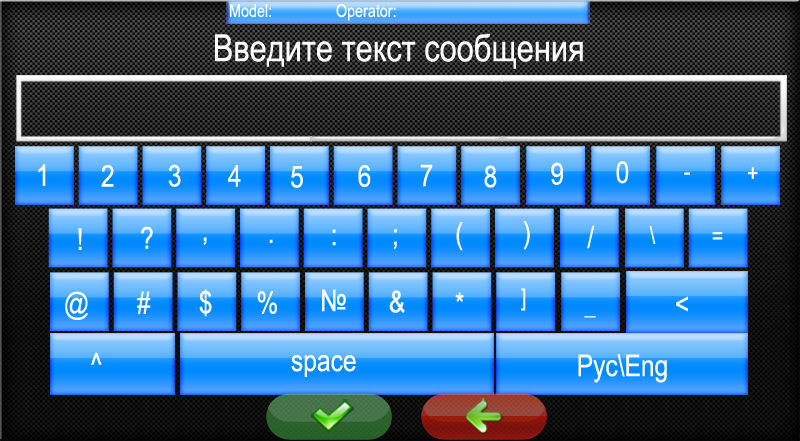 Model: Operator:
Введите текст сообщения
1 2 3 4 5 6 7 8 9 0 - +
! ? , . : ; ( ) / \ =
@ # $ % № & * ] _ <
^ space Рус\Eng